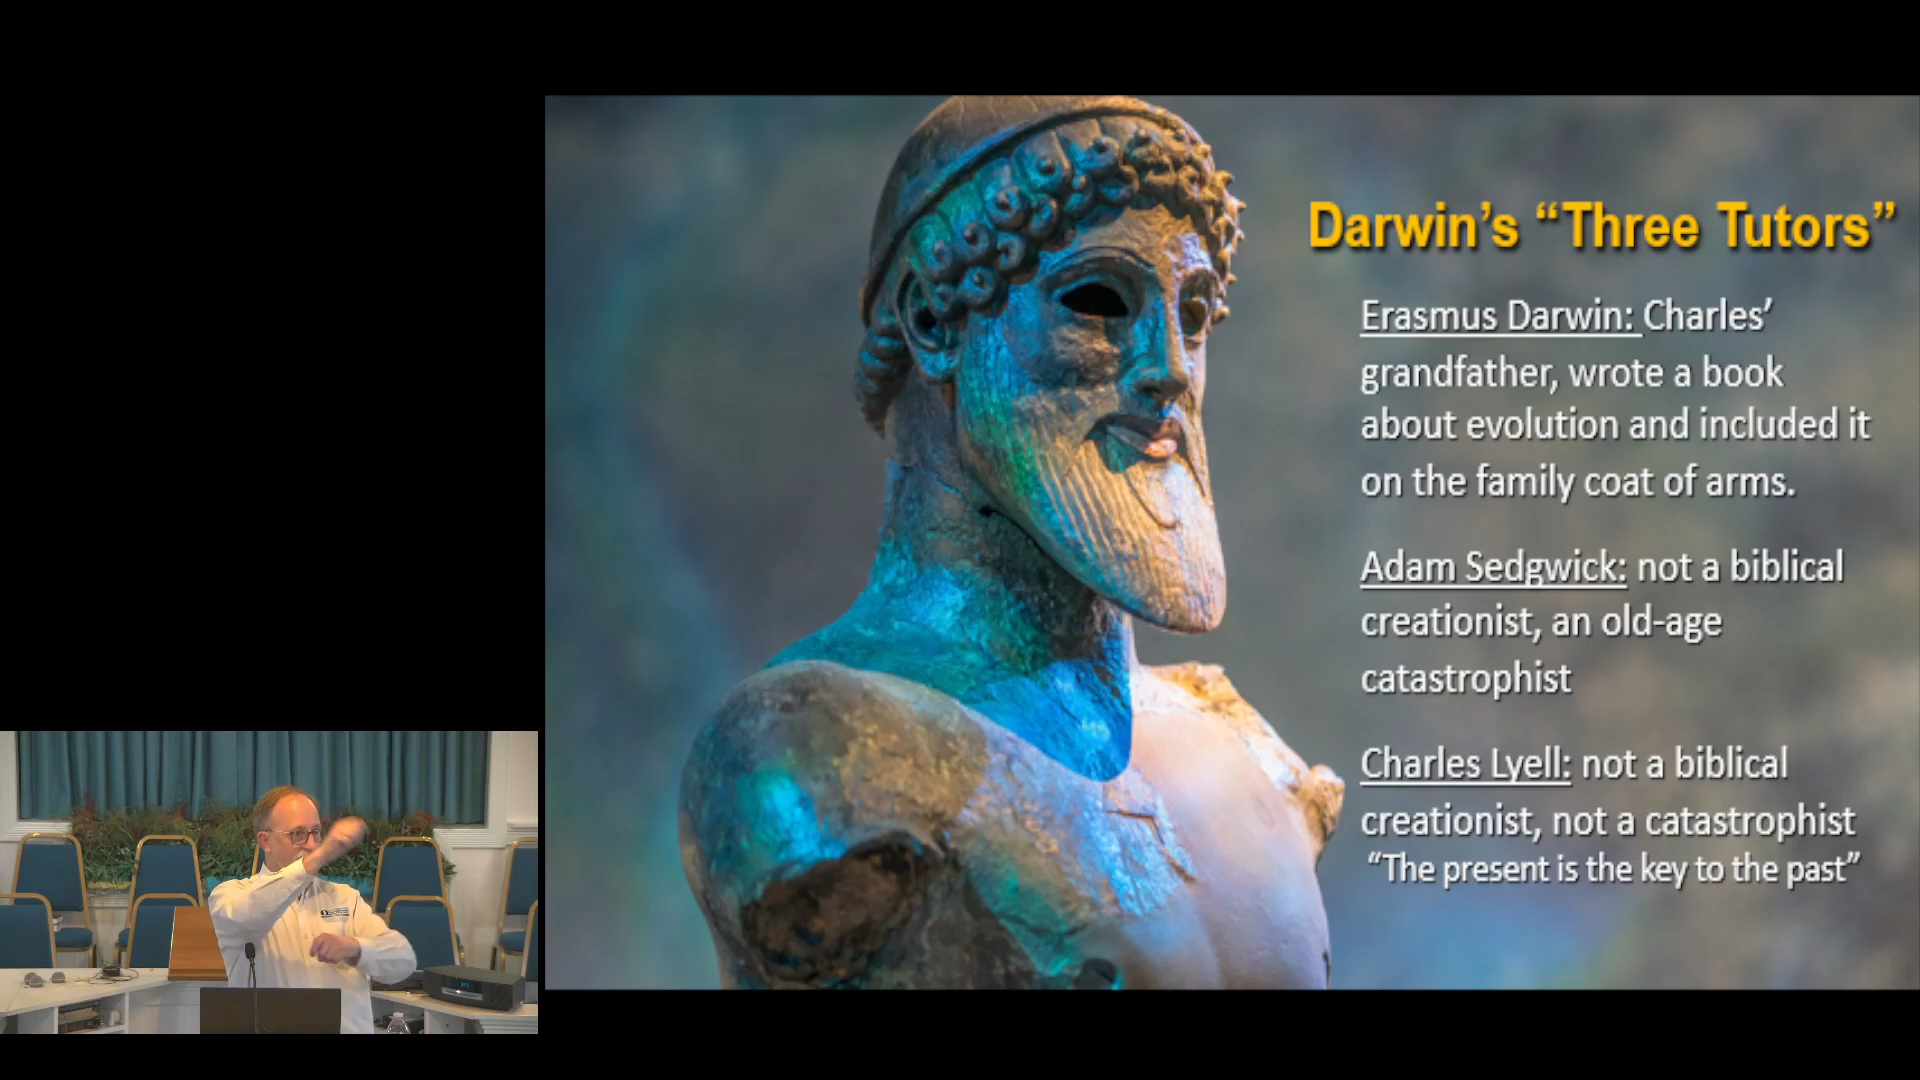 Darwin's “Three Tutors”
Erasmus Darwin: Charles’
grandfather, wrote a book
about evolution and included it
on the family coat of arms.
Adam Sedgwick: not a biblical
creationist, an old-age
catastrophist
Charles Lyell: not a biblical
creationist, not a catastrophist
“The present is the key to the past”